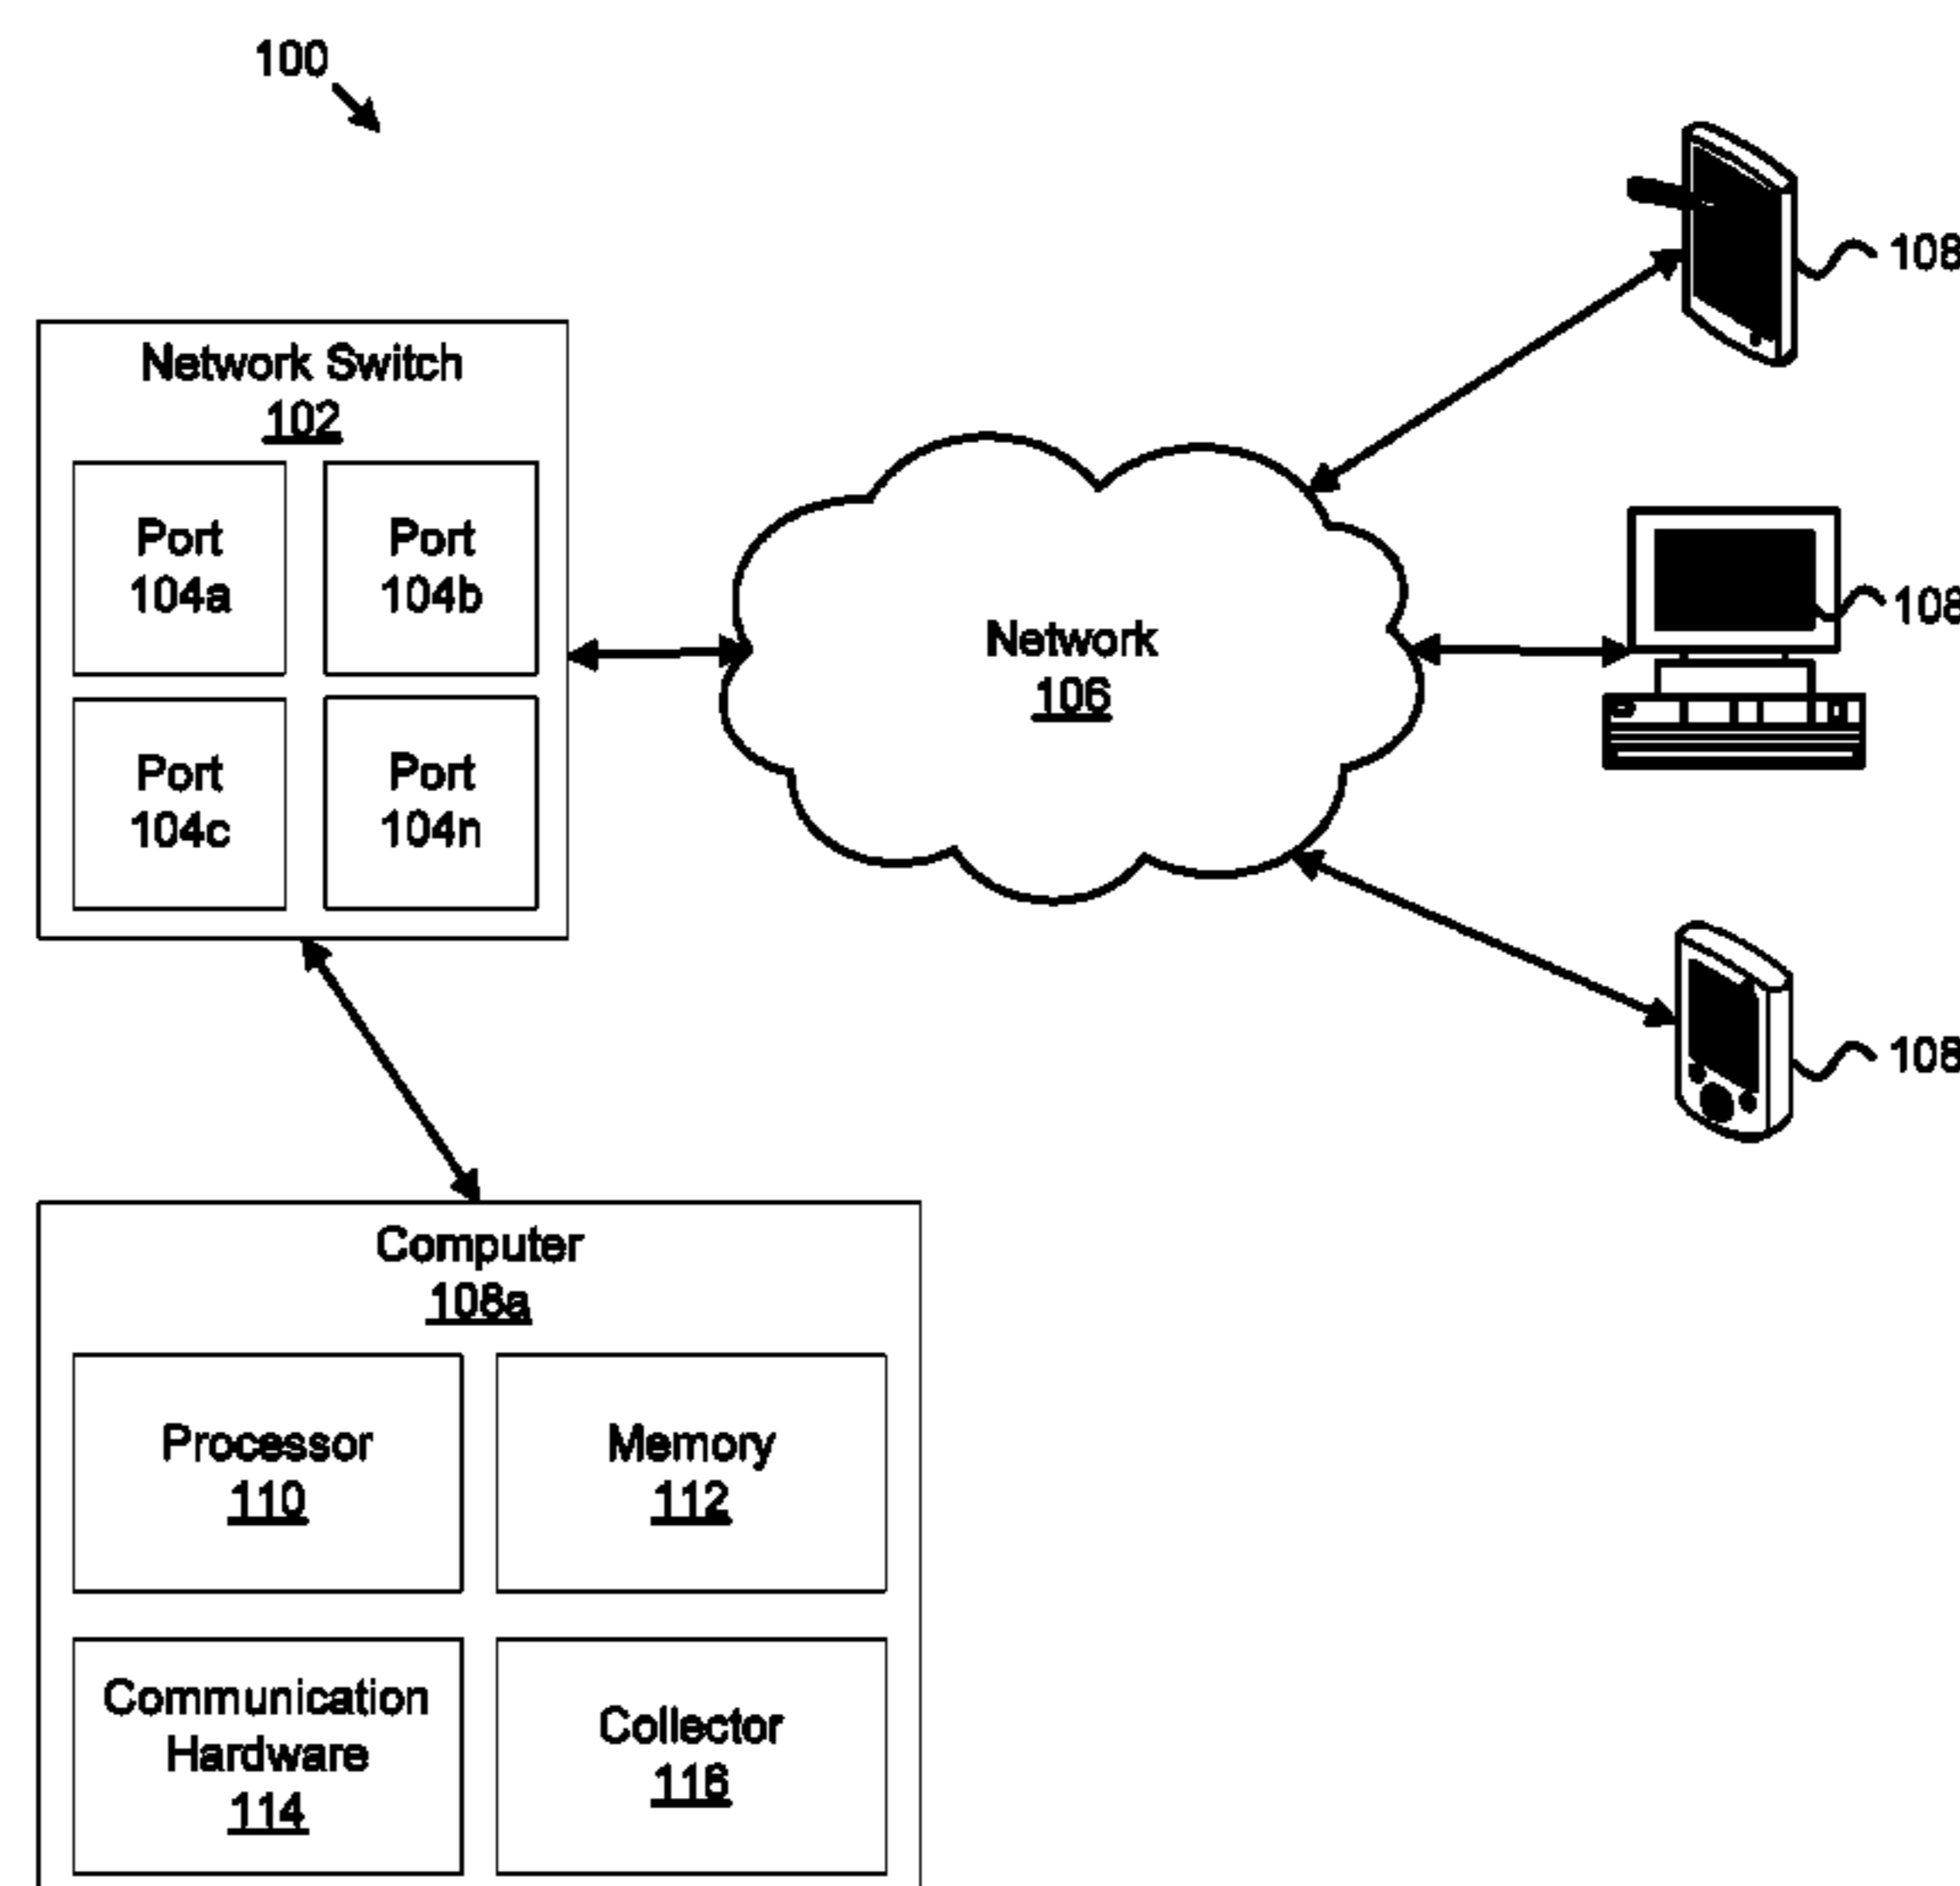 100
Network Switch
102
Port
104a
Port
104b
Port
104c
Port
104n
Network
106
108
108
108
Computer
108a
Processor
110
Memory
112
Communication
Hardware
114
Collector
116